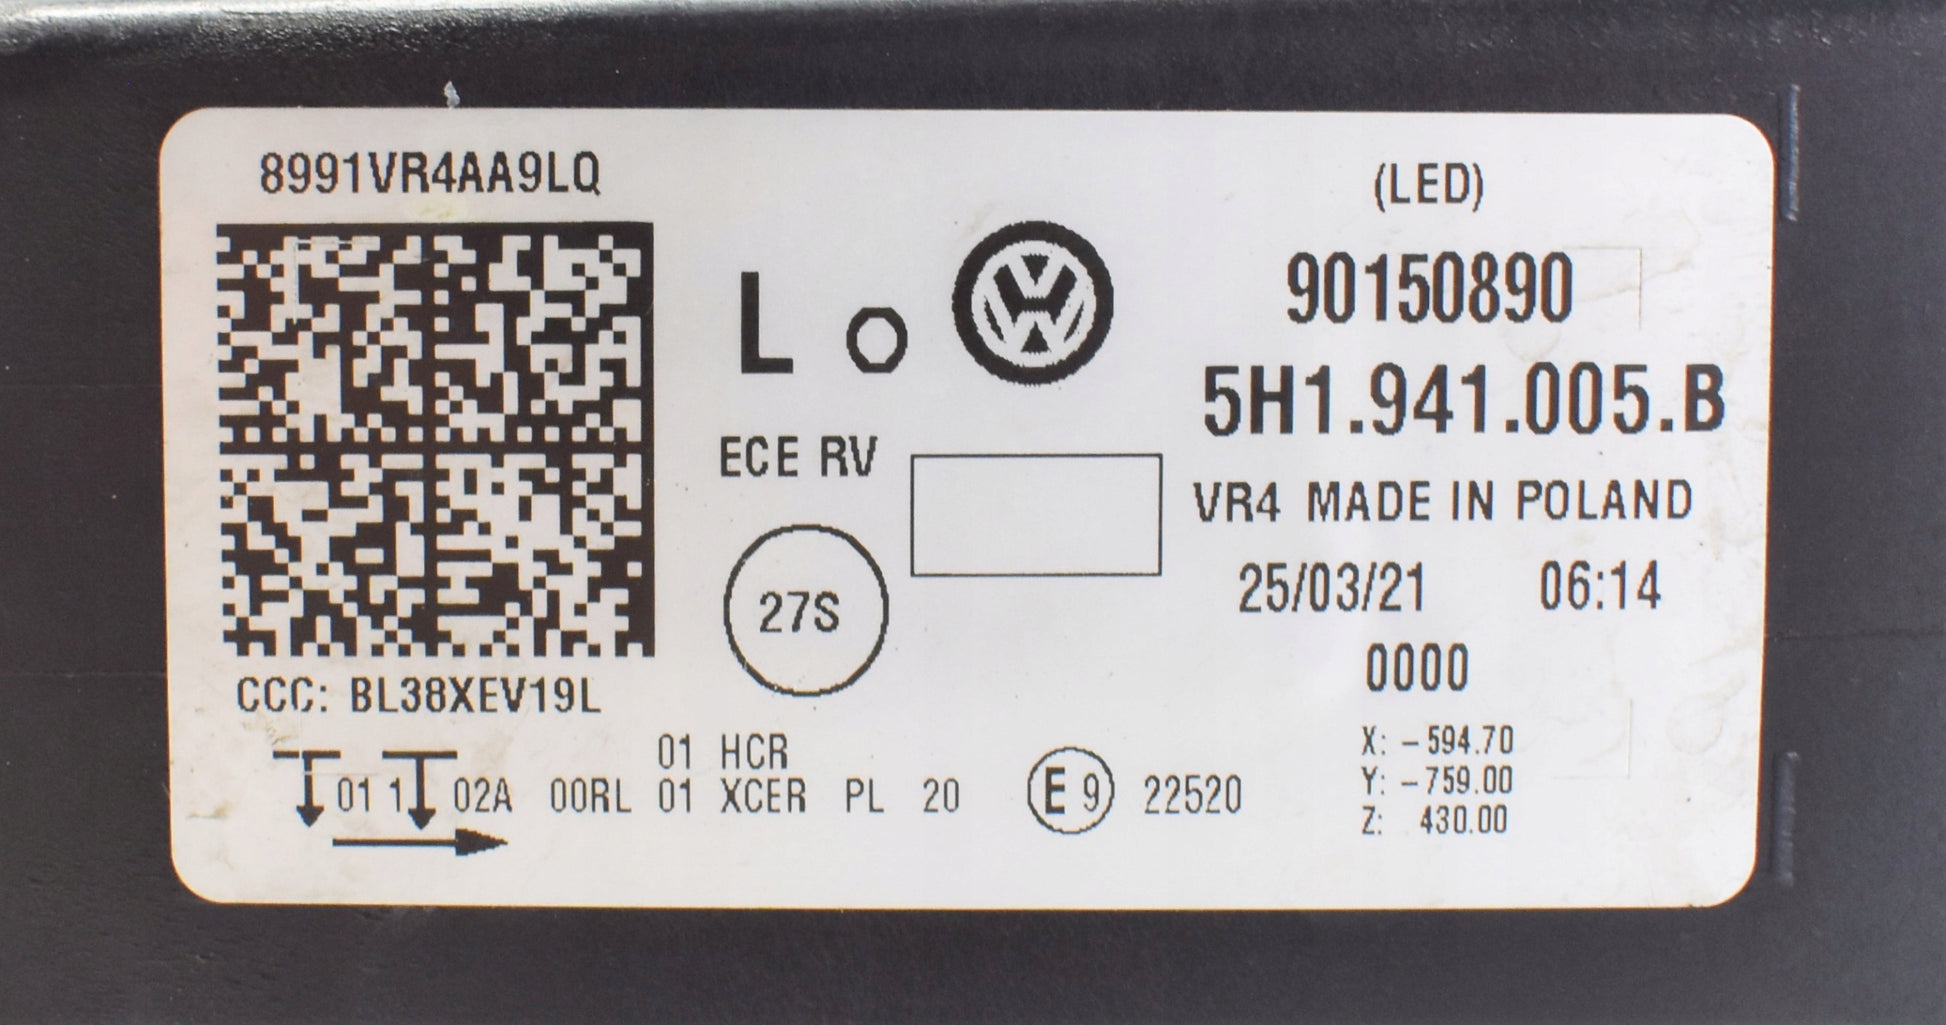 8991VR4AA9LQ
CCC: BL38XEV19L
L
ECE RV
27S
(LED)
90150890
5H1.941.005.B
VR4 MADE IN POLAND
25/03/21 06:14
0000
X: -594.70
Y: -759.00
Z: 430.00
01 HCR
01 1 02A 00RL 01 XCER PL 20 E9 22520